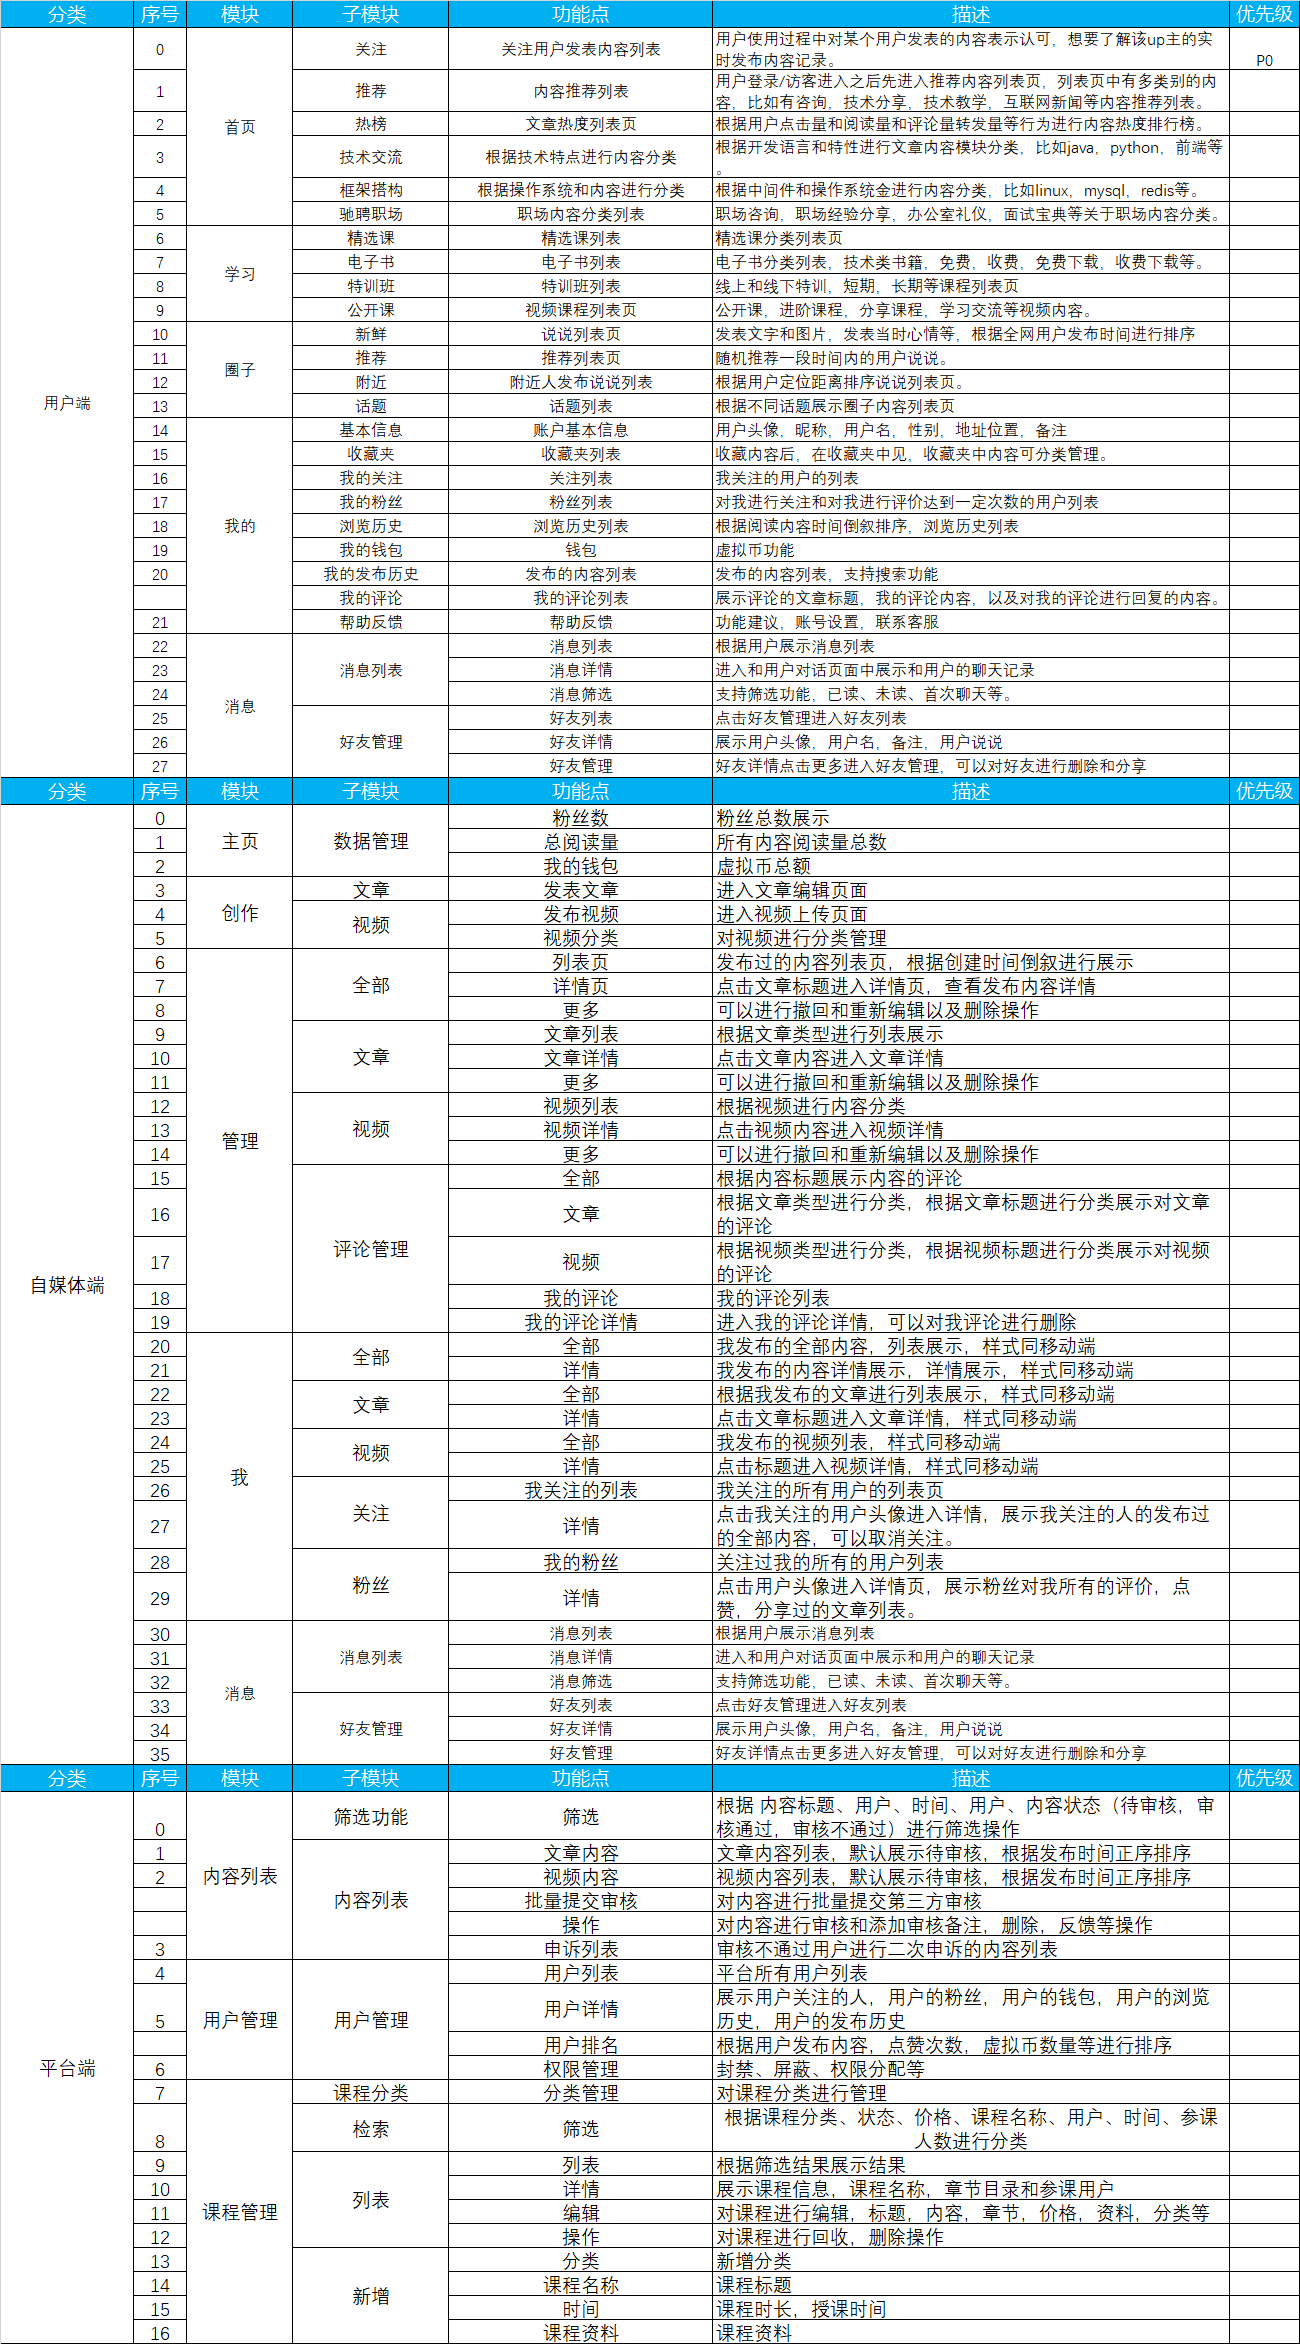 分类 序号 模块 子模块 功能点 描述 优先级
用户端
首页
0 关注 关注用户发表内容列表 用户使用过程中对某个用户发表的内容表示认可，想要了解该up主的实
时发布内容记录。 P0
1 推荐 内容推荐列表 用户登录/访客进入之后先进入推荐内容列表页，列表页中有多类别的内
容，比如有咨询，技术分享，技术教学，互联网新闻等内容推荐列表。
2 热榜 文章热度列表页 根据用户点击量和阅读量和评论量转发量等行为进行内容热度排行榜。
3 技术交流 根据技术特点进行内容分类 根据开发语言和特性进行文章内容模块分类，比如java，python，前端等
。
4 框架搭构 根据操作系统和内容进行分类 根据中间件和操作系统金进行内容分类，比如linux，mysql，redis等。
5 驰聘职场 职场内容分类列表 职场咨询，职场经验分享，办公室礼仪，面试宝典等关于职场内容分类。
学习
6 精选课 精选课列表 精选课分类列表页
7 电子书 电子书列表 电子书分类列表，技术类书籍，免费，收费，免费下载，收费下载等。
8 特训班 特训班列表 线上和线下特训，短期，长期等课程列表页
9 公开课 视频课程列表页 公开课，进阶课程，分享课程，学习交流等视频内容。
圈子
10 新鲜 说说列表页 发表文字和图片，发表当时心情等，根据全网用户发布时间进行排序
11 推荐 推荐列表页 随机推荐一段时间内的用户说说。
12 附近 附近人发布说说列表 根据用户定位距离排序说说列表页。
13 话题 话题列表 根据不同话题展示圈子内容列表页
我的
14 基本信息 账户基本信息 用户头像，昵称，用户名，性别，地址位置，备注
15 收藏夹 收藏夹列表 收藏内容后，在收藏夹中见，收藏夹中内容可分类管理。
16 我的关注 关注列表 我关注的用户的列表
17 我的粉丝 粉丝列表 对我进行关注和对我进行评价达到一定次数的用户列表
18 浏览历史 浏览历史列表 根据阅读内容时间倒叙排序，浏览历史列表
19 我的钱包 钱包 虚拟币功能
20 我的发布历史 发布的内容列表 发布的内容列表，支持搜索功能
我的评论 我的评论列表 展示评论的文章标题，我的评论内容，以及对我的评论进行回复的内容。
21 帮助反馈 帮助反馈 功能建议，账号设置，联系客服
消息
消息列表
22 消息列表 根据用户展示消息列表
23 消息详情 进入和用户对话页面中展示和用户的聊天记录
24 消息筛选 支持筛选功能，已读、未读、首次聊天等。
好友管理
25 好友列表 点击好友管理进入好友列表
26 好友详情 展示用户头像，用户名，备注，用户说说
27 好友管理 好友详情点击更多进入好友管理，可以对好友进行删除和分享
分类 序号 模块 子模块 功能点 描述 优先级
自媒体端
主页
数据管理
0 粉丝数 粉丝总数展示
1 总阅读量 所有内容阅读量总数
2 我的钱包 虚拟币总额
创作
3 文章 发表文章 进入文章编辑页面
视频
4 发布视频 进入视频上传页面
5 视频分类 对视频进行分类管理
管理
全部
6 列表页 发布过的内容列表页，根据创建时间倒叙进行展示
7 详情页 点击文章标题进入详情页，查看发布内容详情
8 更多 可以进行撤回和重新编辑以及删除操作
文章
9 文章列表 根据文章类型进行列表展示
10 文章详情 点击文章内容进入文章详情
11 更多 可以进行撤回和重新编辑以及删除操作
视频
12 视频列表 根据视频进行内容分类
13 视频详情 点击视频内容进入视频详情
14 更多 可以进行撤回和重新编辑以及删除操作
评论管理
15 全部 根据内容标题展示内容的评论
16 文章 根据文章类型进行分类，根据文章标题进行分类展示对文章
的评论
17 视频 根据视频类型进行分类，根据视频标题进行分类展示对视频
的评论
18 我的评论 我的评论列表
19 我的评论详情 进入我的评论详情，可以对我评论进行删除
我
全部
20 全部 我发布的全部内容，列表展示，样式同移动端
21 详情 我发布的内容详情展示，详情展示，样式同移动端
文章
22 全部 根据我发布的文章进行列表展示，样式同移动端
23 详情 点击文章标题进入文章详情，样式同移动端
视频
24 全部 我发布的视频列表，样式同移动端
25 详情 点击标题进入视频详情，样式同移动端
关注
26 我关注的列表 我关注的所有用户的列表页
27 详情 点击我关注的用户头像进入详情，展示我关注的人的发布过
的全部内容，可以取消关注。
粉丝
28 我的粉丝 关注过我的所有的用户列表
29 详情 点击用户头像进入详情页，展示粉丝对我所有的评价，点
赞，分享过的文章列表。
消息
消息列表
30 消息列表 根据用户展示消息列表
31 消息详情 进入和用户对话页面中展示和用户的聊天记录
32 消息筛选 支持筛选功能，已读、未读、首次聊天等。
好友管理
33 好友列表 点击好友管理进入好友列表
34 好友详情 展示用户头像，用户名，备注，用户说说
35 好友管理 好友详情点击更多进入好友管理，可以对好友进行删除和分享
分类 序号 模块 子模块 功能点 描述 优先级
平台端
内容列表
0 筛选功能 筛选 根据 内容标题、用户、时间、用户、内容状态（待审核，审
核通过，审核不通过）进行筛选操作
内容列表
1 文章内容 文章内容列表，默认展示待审核，根据发布时间正序排序
2 视频内容 视频内容列表，默认展示待审核，根据发布时间正序排序
批量提交审核 对内容进行批量提交第三方审核
操作 对内容进行审核和添加审核备注，删除，反馈等操作
3 申诉列表 审核不通过用户进行二次申诉的内容列表
用户管理
用户管理
4 用户列表 平台所有用户列表
5 用户详情 展示用户关注的人，用户的粉丝，用户的钱包，用户的浏览
历史，用户的发布历史
用户排名 根据用户发布内容，点赞次数，虚拟币数量等进行排序
6 权限管理 封禁、屏蔽、权限分配等
课程管理
7 课程分类 分类管理 对课程分类进行管理
8 检索 筛选 根据课程分类、状态、价格、课程名称、用户、时间、参课
人数进行分类
列表
9 列表 根据筛选结果展示结果
10 详情 展示课程信息，课程名称，章节目录和参课用户
11 编辑 对课程进行编辑，标题，内容，章节，价格，资料，分类等
12 操作 对课程进行回收，删除操作
新增
13 分类 新增分类
14 课程名称 课程标题
15 时间 课程时长，授课时间
16 课程资料 课程资料